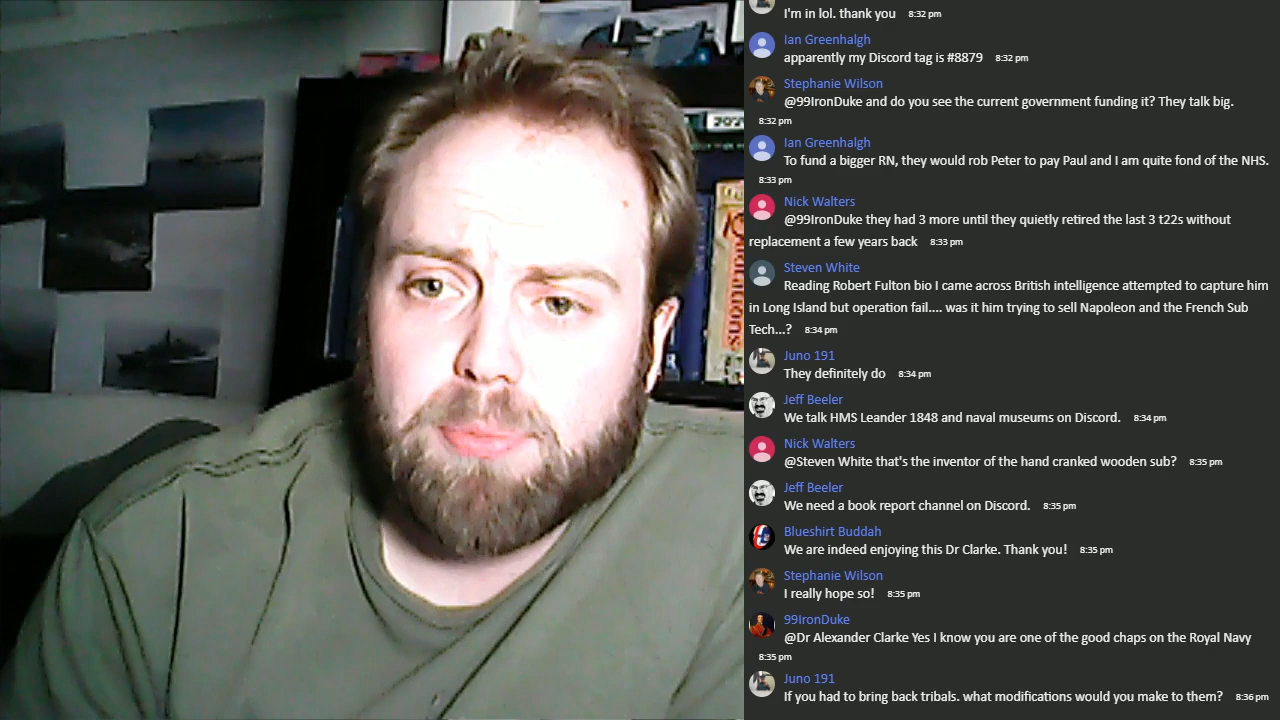 I'm in lol. thank you 8:32 pm
Ian Greenhalgh
apparently my Discord tag is #8879 8:32 pm
Stephanie Wilson
@99IronDuke and do you see the current government funding it? They talk big.
8:32 pm
Ian Greenhalgh
To fund a bigger RN, they would rob Peter to pay Paul and I am quite fond of the NHS.
8:33 pm
Nick Walters
@99IronDuke they had 3 more until they quietly retired the last 3 t22s without
replacement a few years back 8:33 pm
Steven White
Reading Robert Fulton bio I came across British intelligence attempted to capture him
in Long Island but operation fail.... was it him trying to sell Napoleon and the French Sub
Tech...? 8:34 pm
Juno 191
They definitely do 8:34 pm
Jeff Beeler
We talk HMS Leander 1848 and naval museums on Discord. 8:34 pm
Nick Walters
@Steven White that's the inventor of the hand cranked wooden sub? 8:35 pm
Jeff Beeler
We need a book report channel on Discord. 8:35 pm
Blueshirt Buddah
We are indeed enjoying this Dr Clarke. Thank you! 8:35 pm
Stephanie Wilson
I really hope so! 8:35 pm
99IronDuke
@Dr Alexander Clarke Yes I know you are one of the good chaps on the Royal Navy
8:35 pm
Juno 191
If you had to bring back tribals. what modifications would you make to them? 8:36 pm